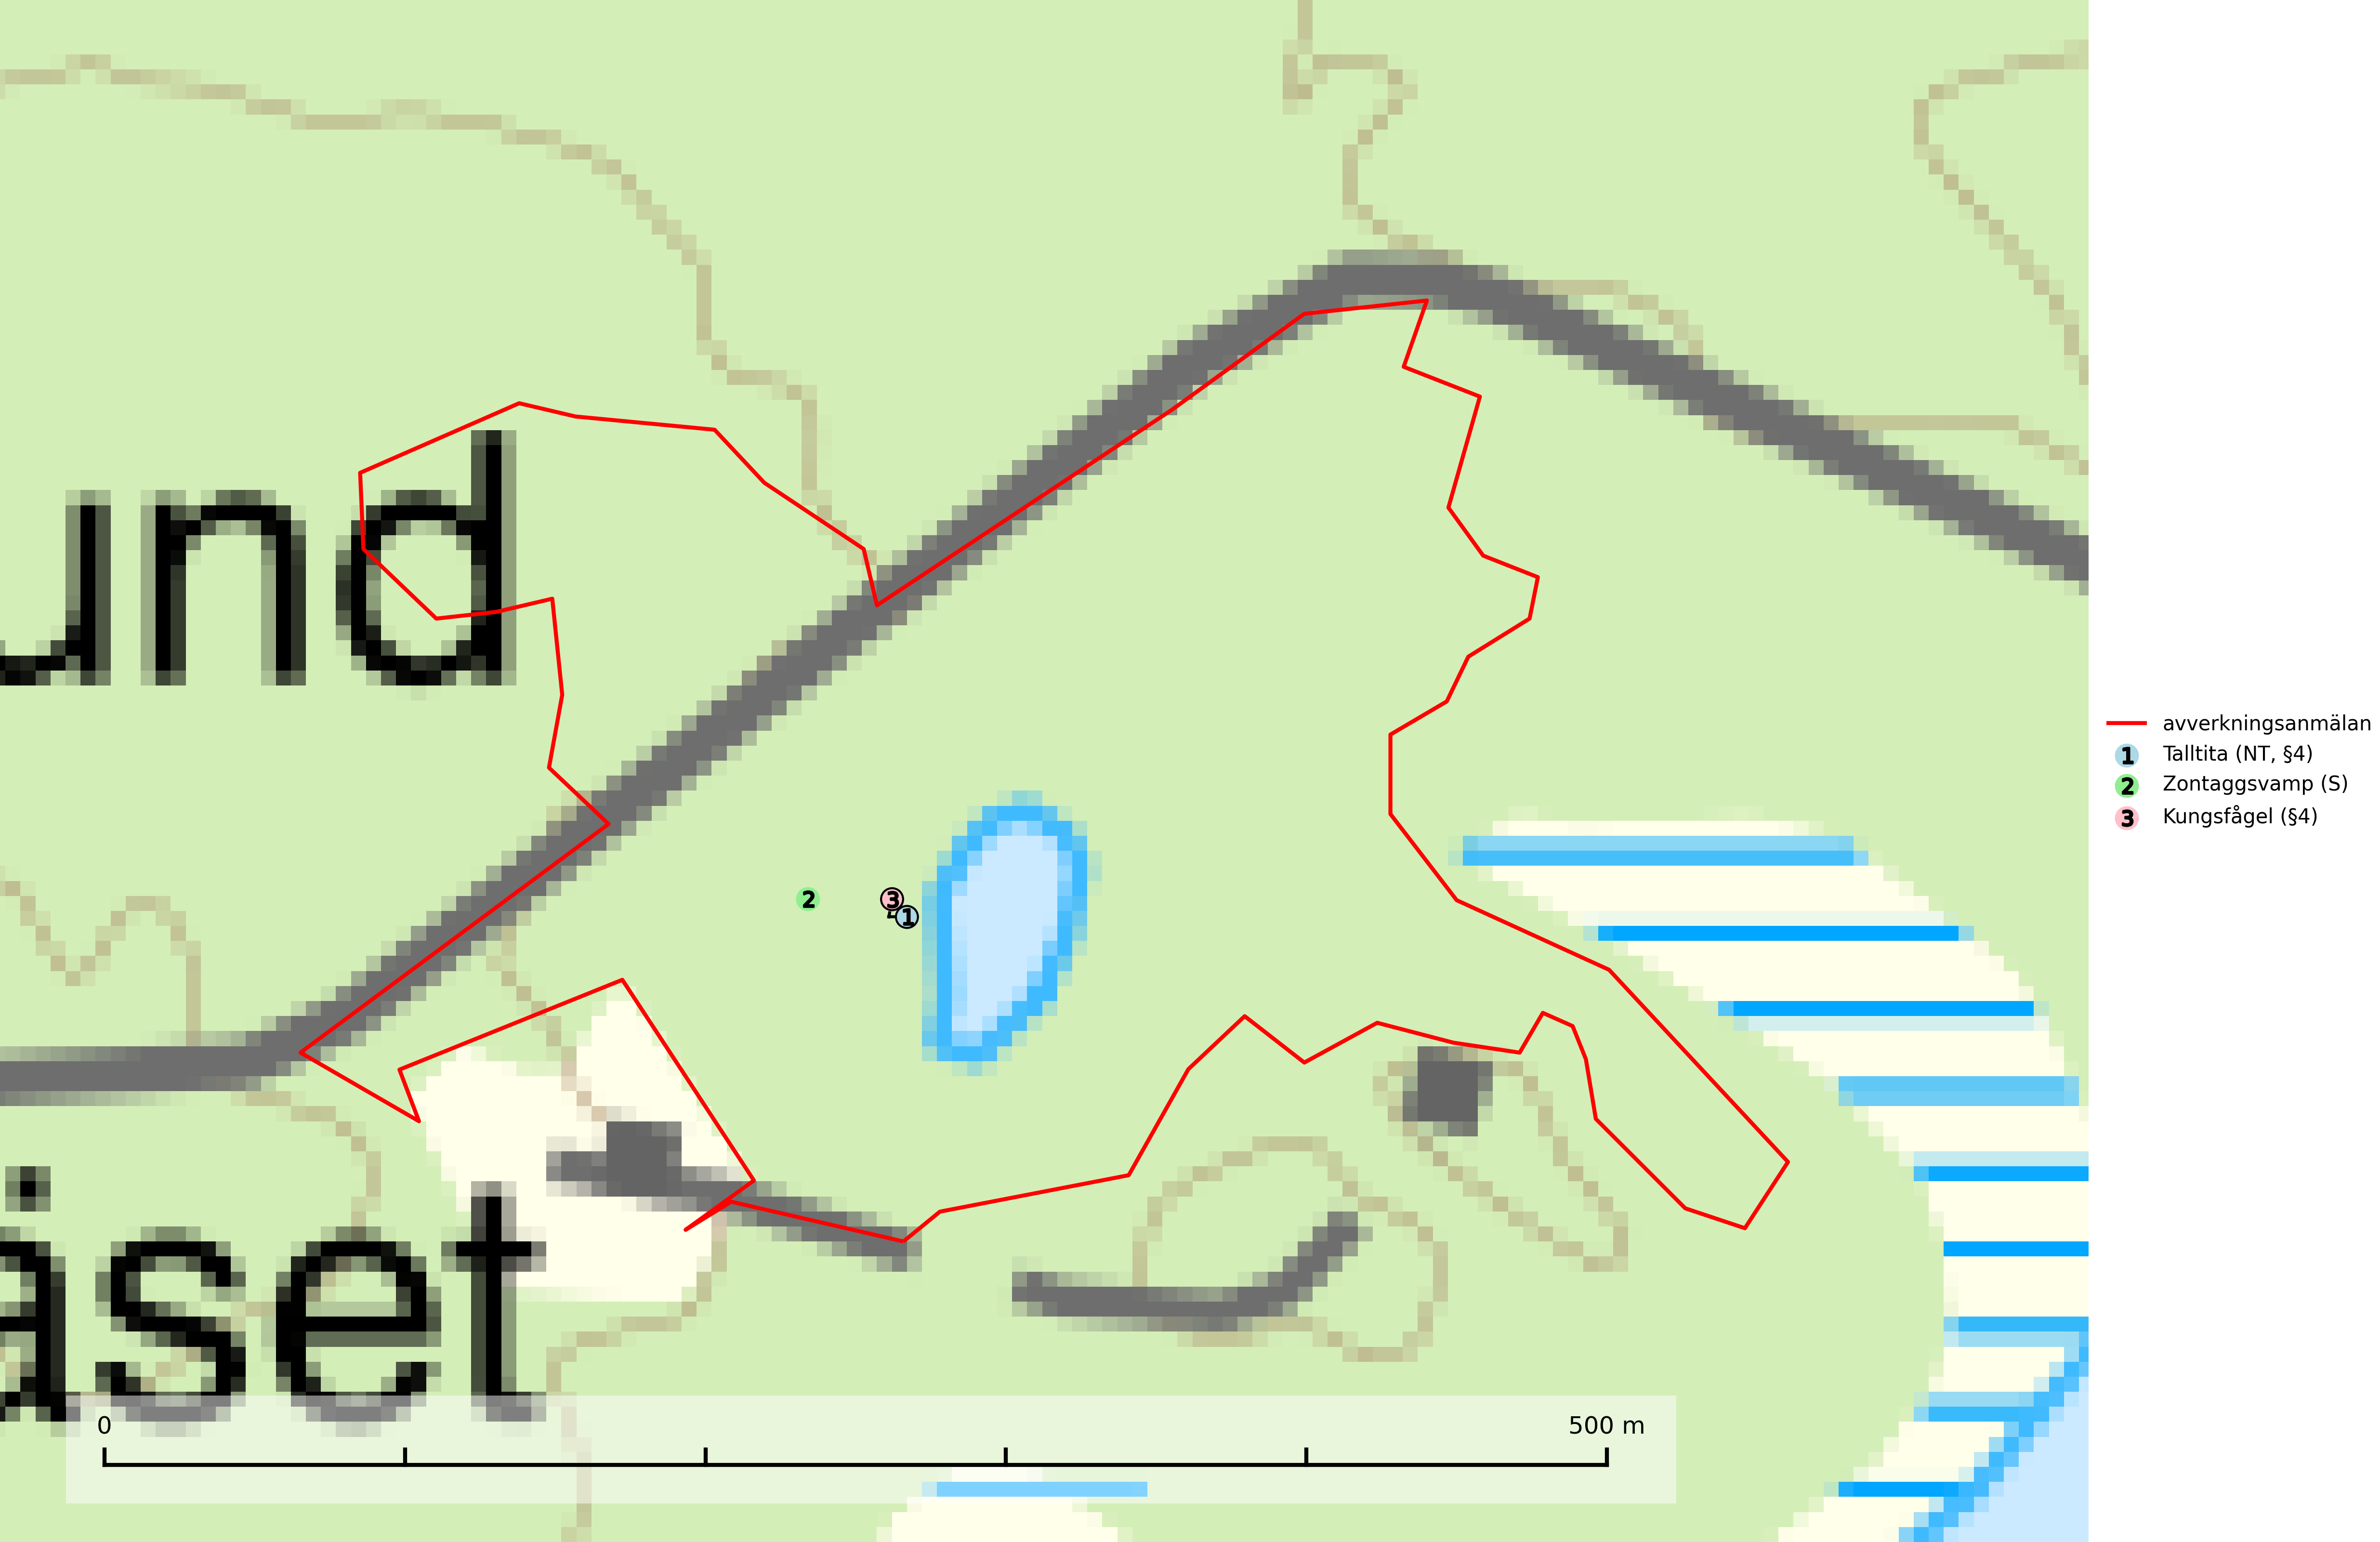 und
åset
0 500 m
2
3
1
avverkningsanmälan
1 Talltita (NT, §4)
2 Zontaggsvamp (S)
3 Kungsfågel (§4)